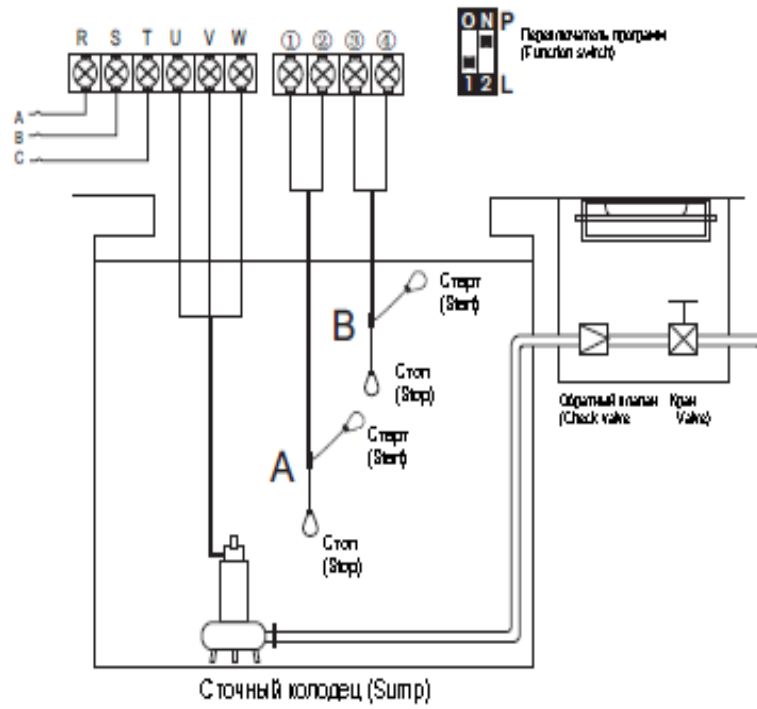 R S T U V W ① ② ③ ④
ON P
1 2 L
Переключатель програмн
(Function switch)
A
B
C
Старт
(Start)
B
Стоп
(Stop)
Старт
(Start)
A
Стоп
(Stop)
Обратный клапан
(Check valve
Кран
Valve)
Сточный колодец (Sump)